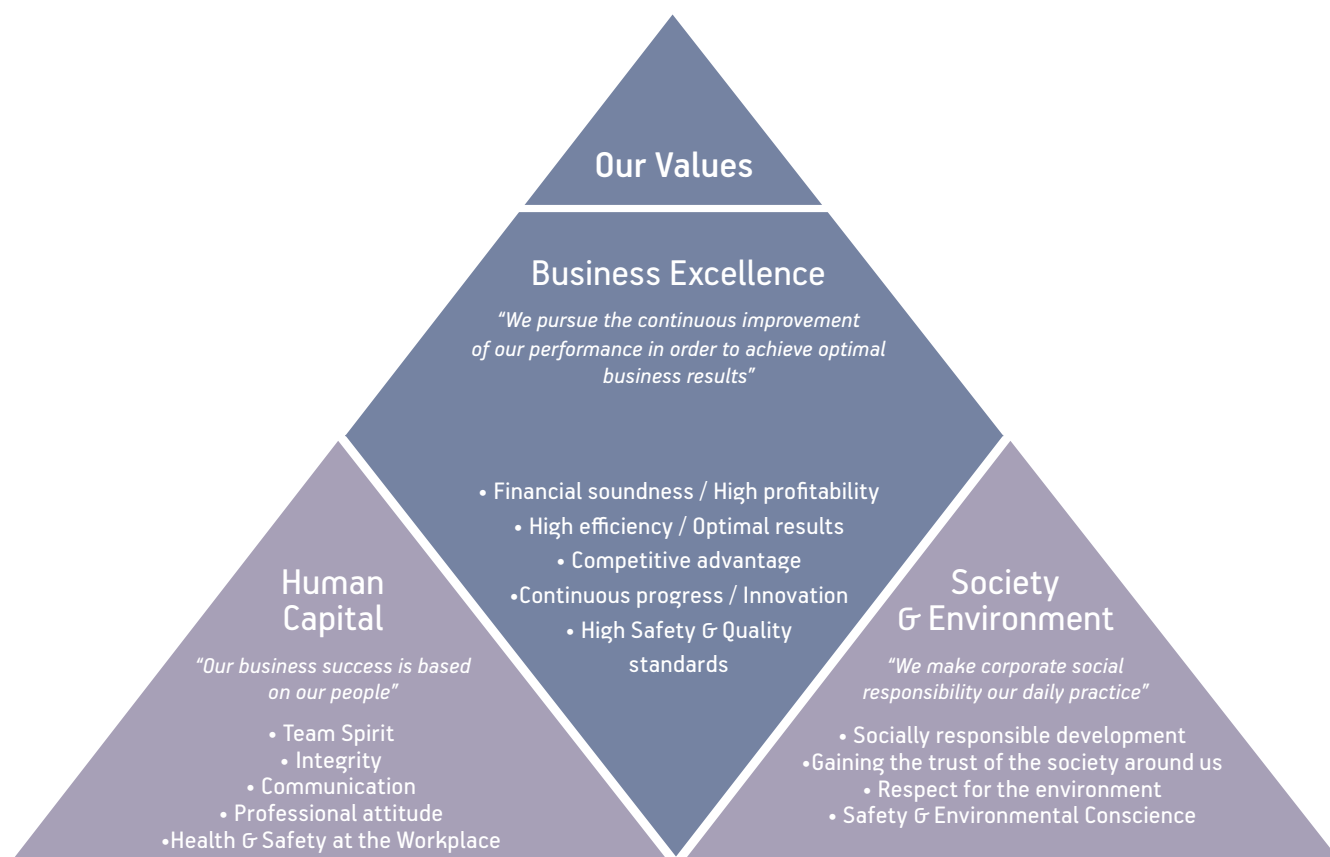 Our Values
Business Excellence
“We pursue the continuous improvement
of our performance in order to achieve optimal
business results”
• Financial soundness / High profitability
• High efficiency / Optimal results
• Competitive advantage
•Continuous progress / Innovation
• High Safety & Quality
standards
Human
Capital
“Our business success is based
on our people”
• Team Spirit
• Integrity
• Communication
• Professional attitude
•Health & Safety at the Workplace
Society
& Environment
“We make corporate social
responsibility our daily practice”
• Socially responsible development
•Gaining the trust of the society around us
• Respect for the environment
• Safety & Environmental Conscience